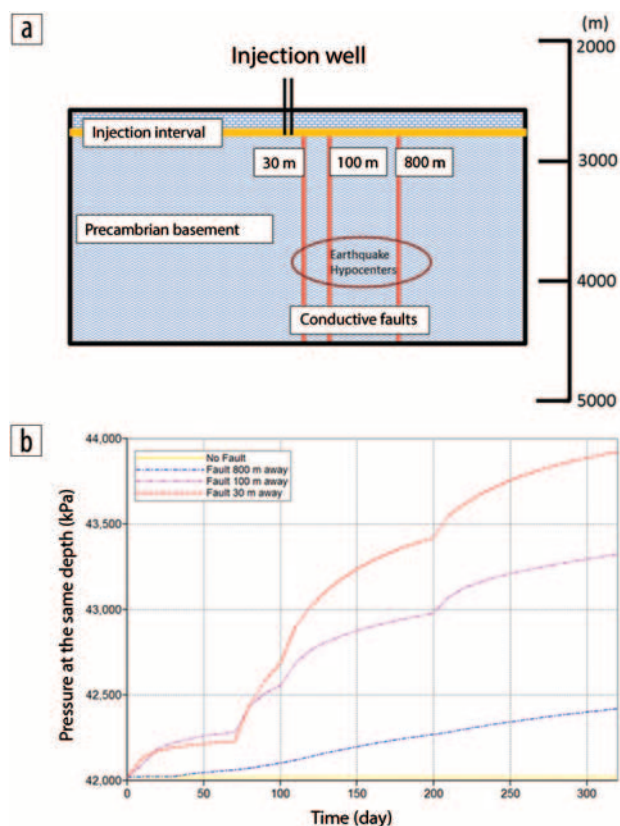 a
(m)
Injection well
2000
Injection interval
30 m
100 m
800 m
3000
Precambrian basement
Earthquake
Hypocenters
4000
Conductive faults
5000
b
44,000
No Fault
Fault 800 m away
Fault 100 m away
Fault 30 m away
43,500
43,000
42,500
42,000
Pressure at the same depth (kPa)
0
50
100
150
200
250
300
Time (day)